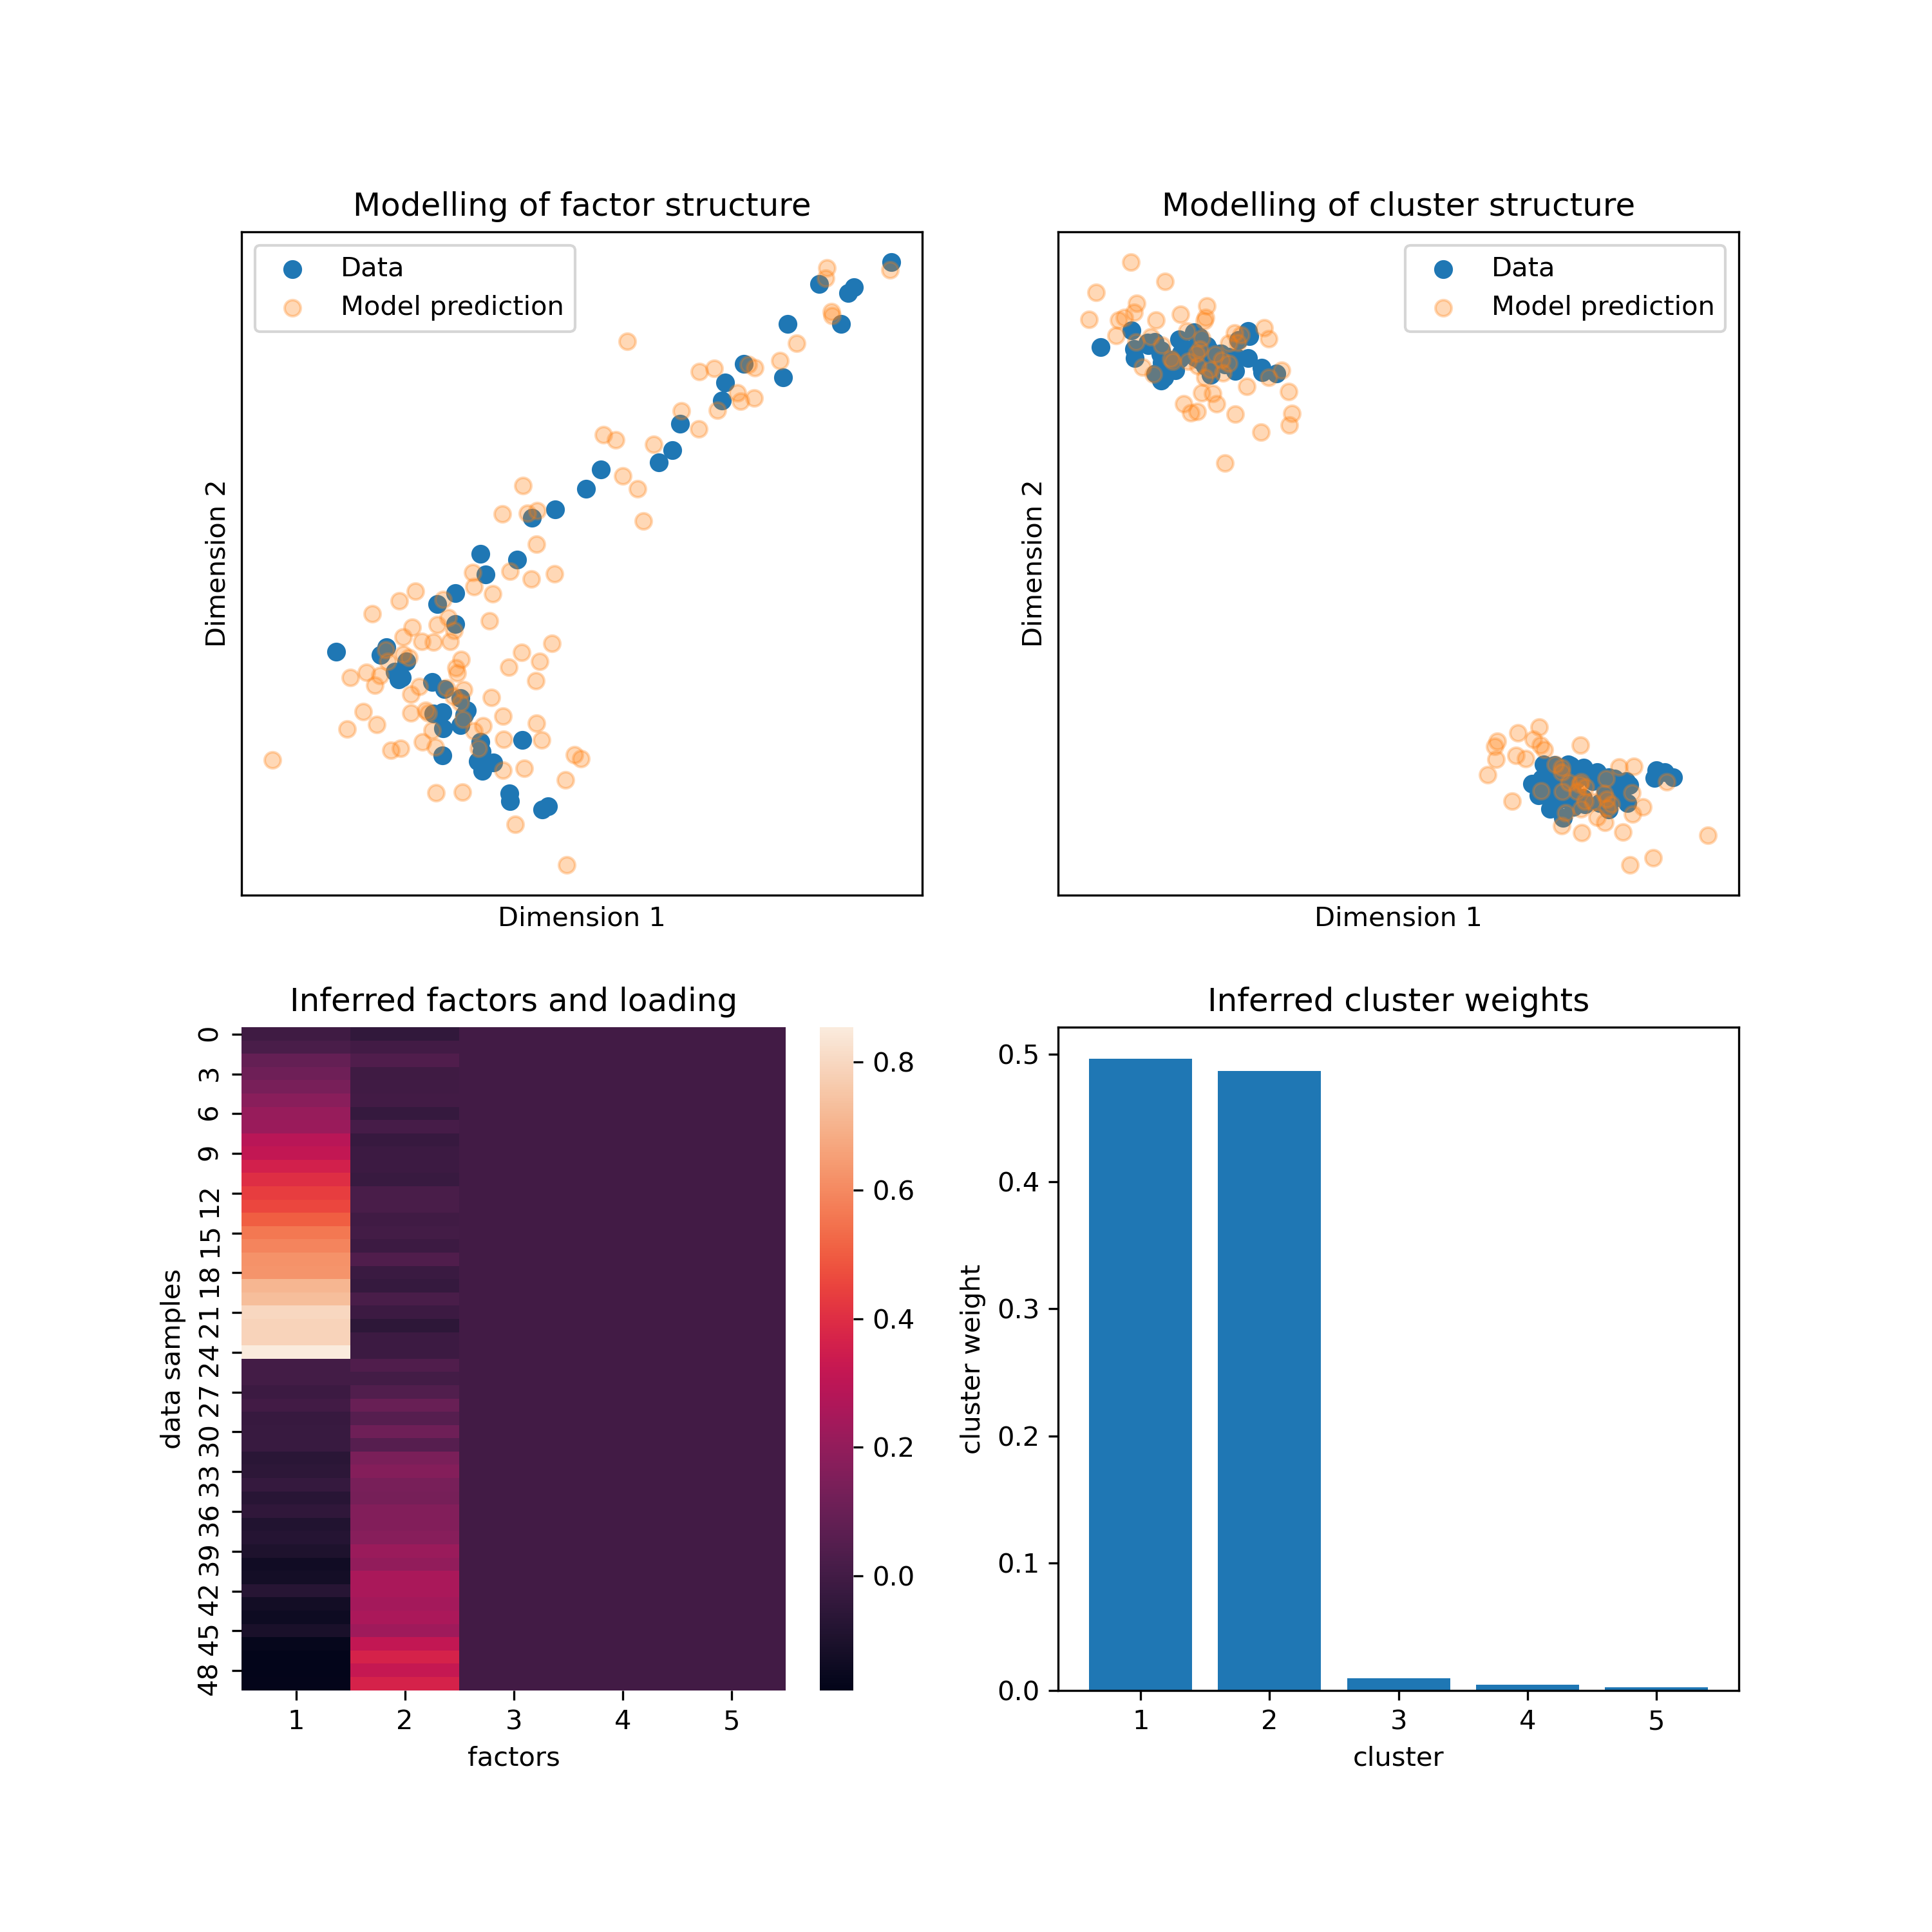 Modelling of factor structure
Data
Model prediction
Dimension 2
Dimension 1
Modelling of cluster structure
Data
Model prediction
Dimension 2
Dimension 1
Inferred factors and loading
data samples
0
3
6
9
12
15
18
21
24
27
30
33
36
39
42
45
48
1 2 3 4 5
factors
0.8
0.6
0.4
0.2
0.0
Inferred cluster weights
cluster weight
0.5
0.4
0.3
0.2
0.1
0.0
1 2 3 4 5
cluster